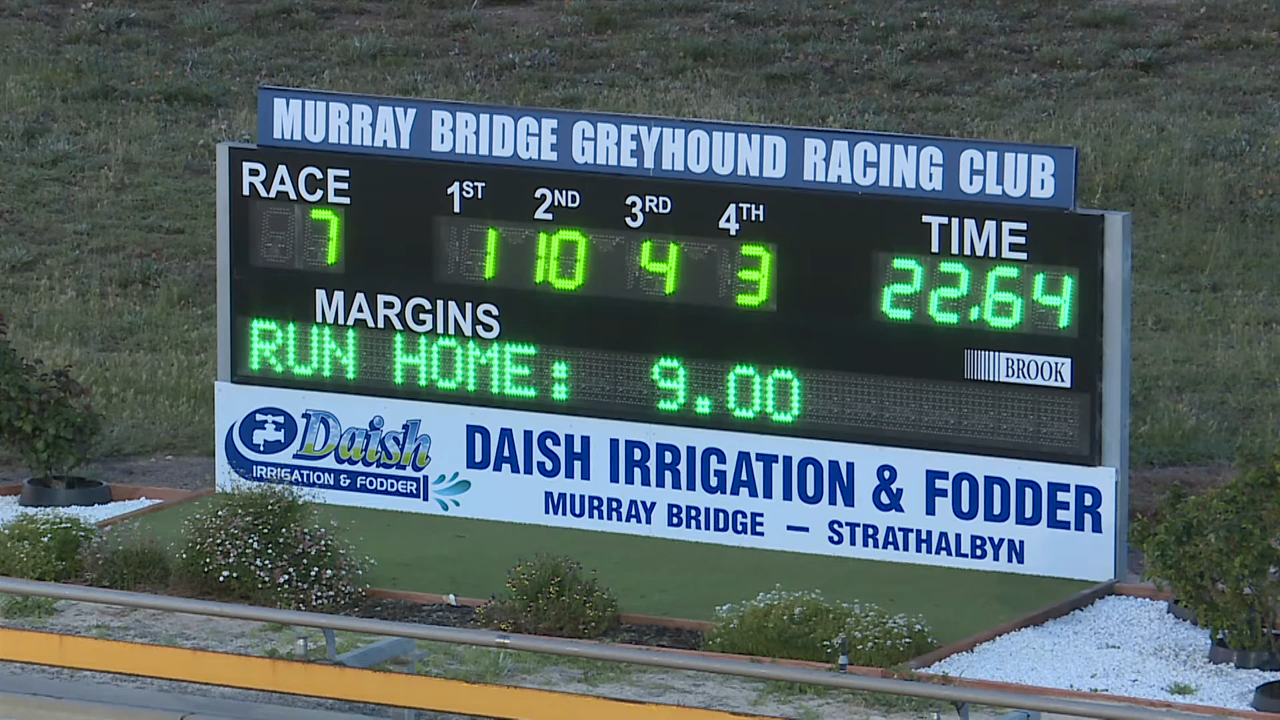 MURRAY BRIDGE GREYHOUND RACING CLUB
RACE 1ST 2ND 3RD 4TH TIME
7 1 10 4 3 22.64
MARGINS
RUN HOME: 9.00
BROOK
Daish
IRRIGATION & FODDER
DAISH IRRIGATION & FODDER
MURRAY BRIDGE – STRATHALBYN